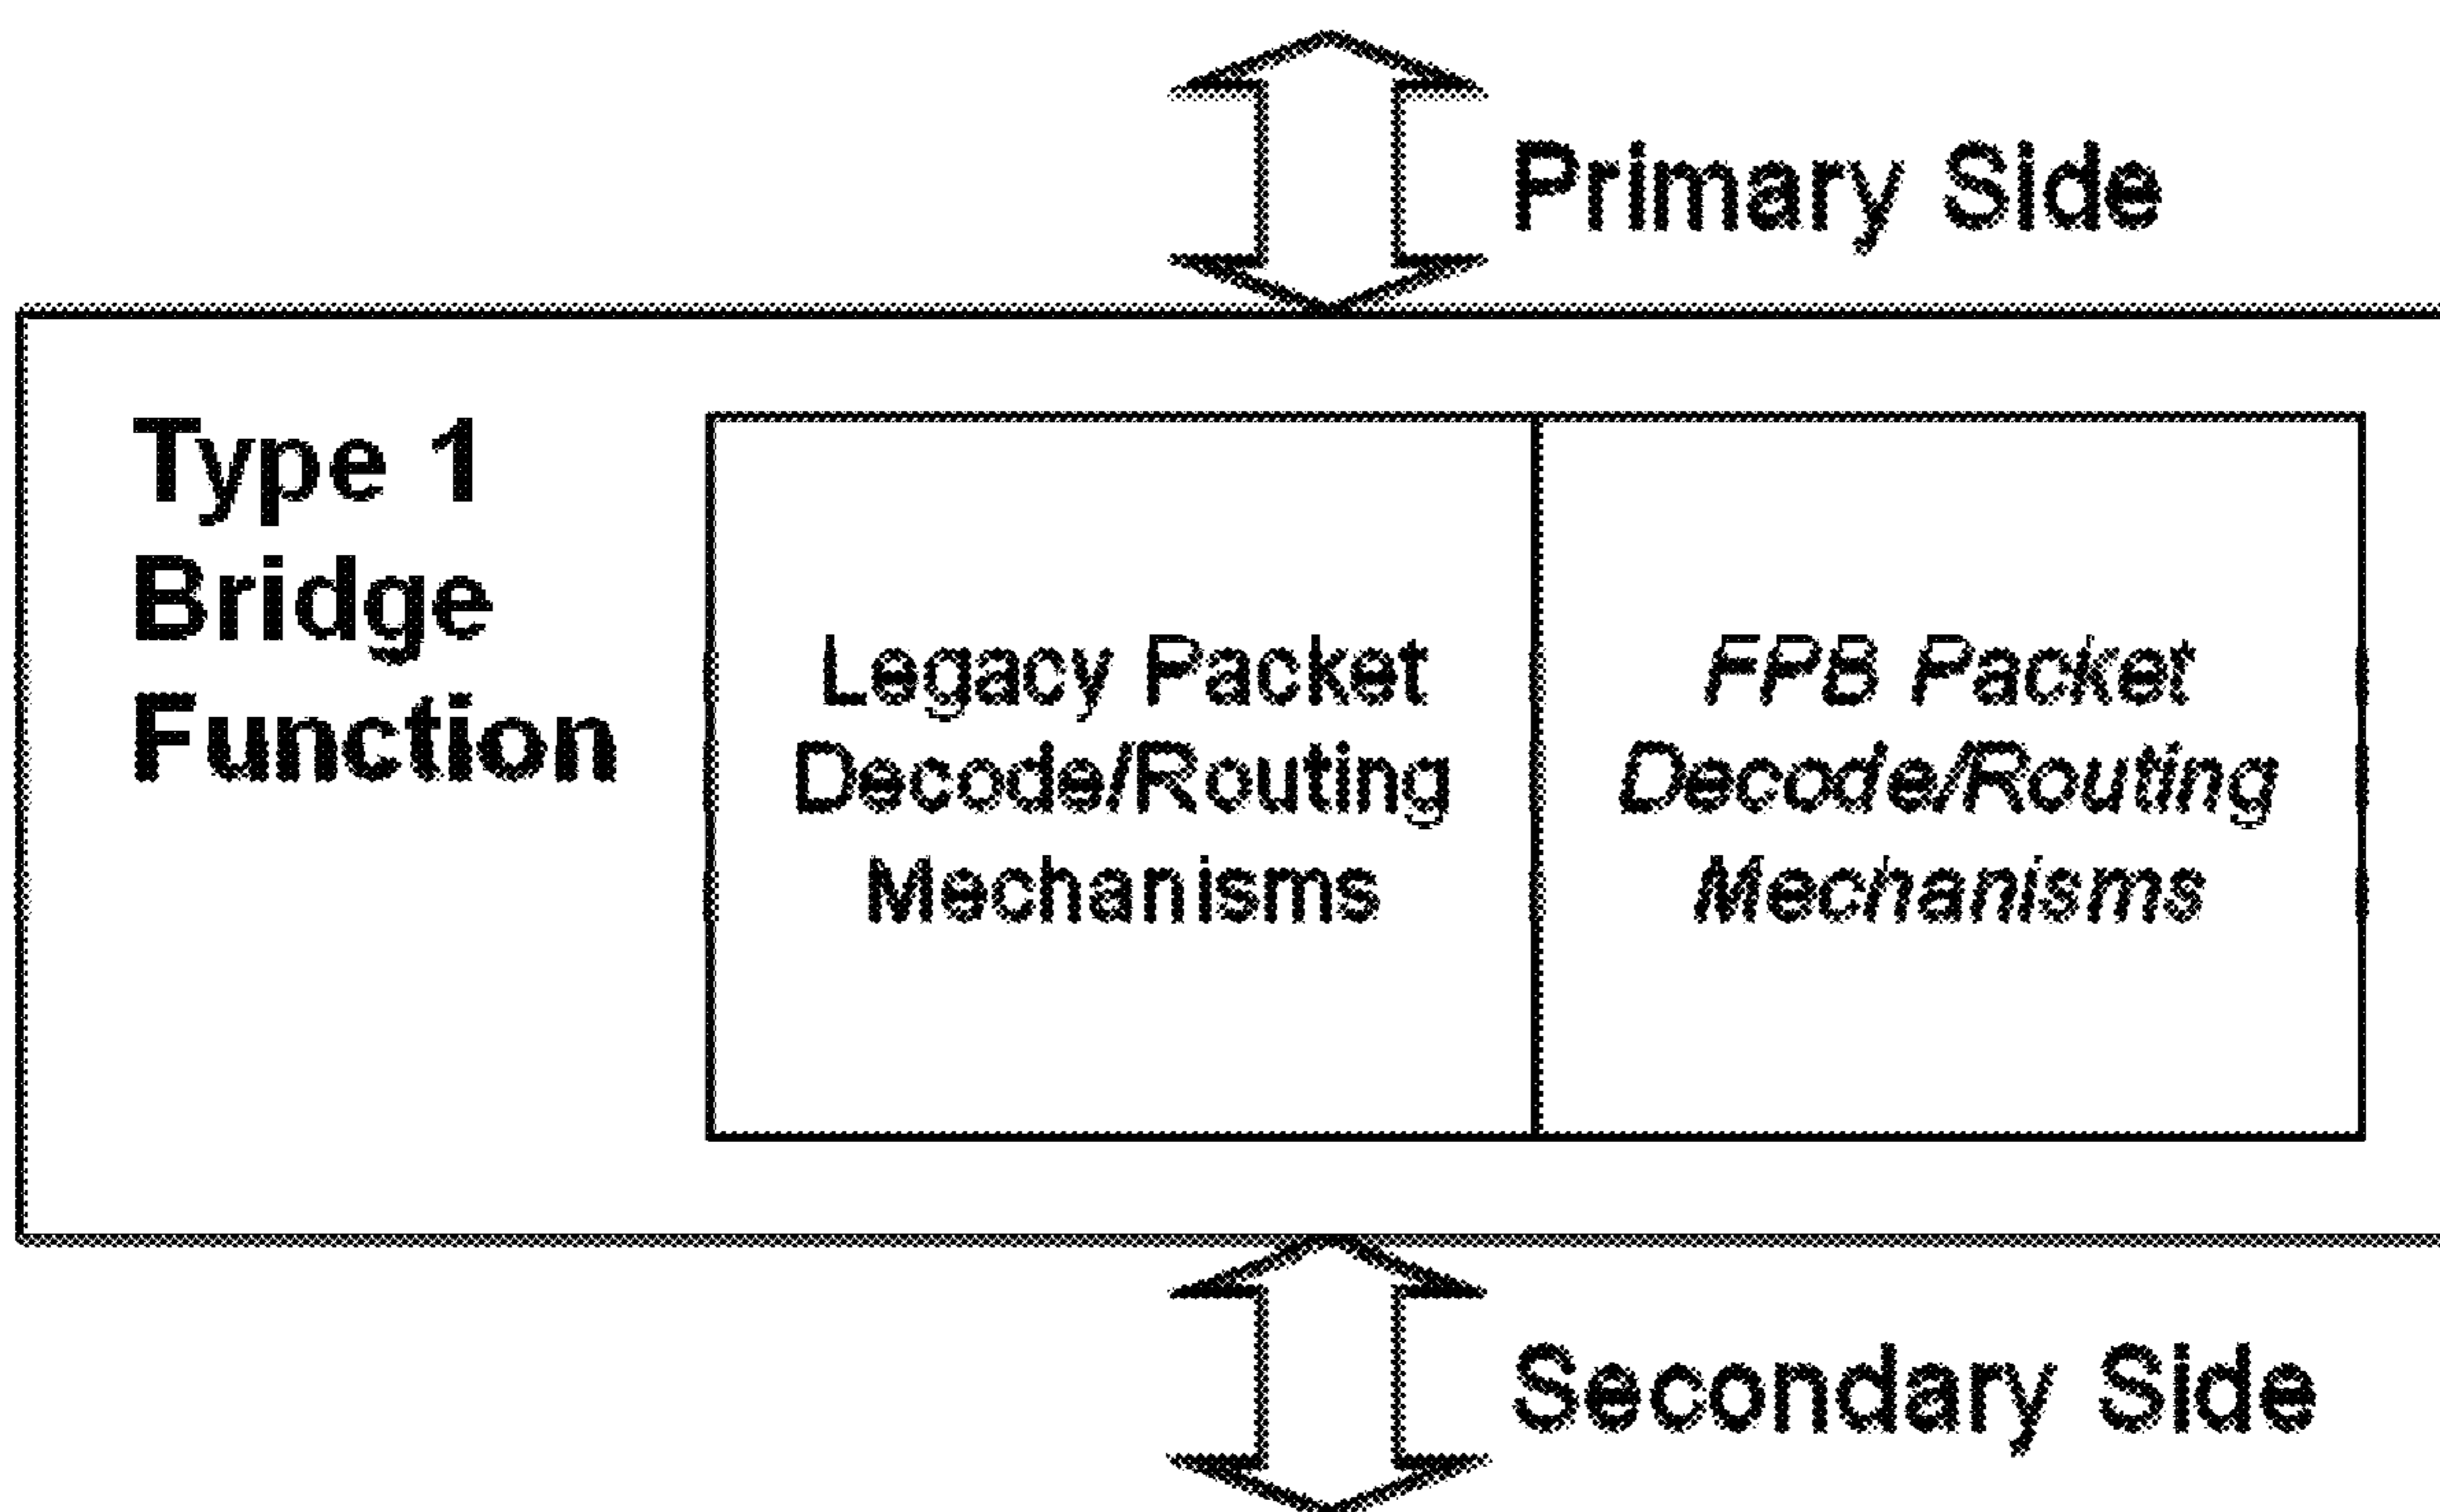 Primary Side
Type 1
Bridge
Function
Legacy Packet
Decode/Routing
Mechanisms
FPB Packet
Decode/Routing
Mechanisms
Secondary Side